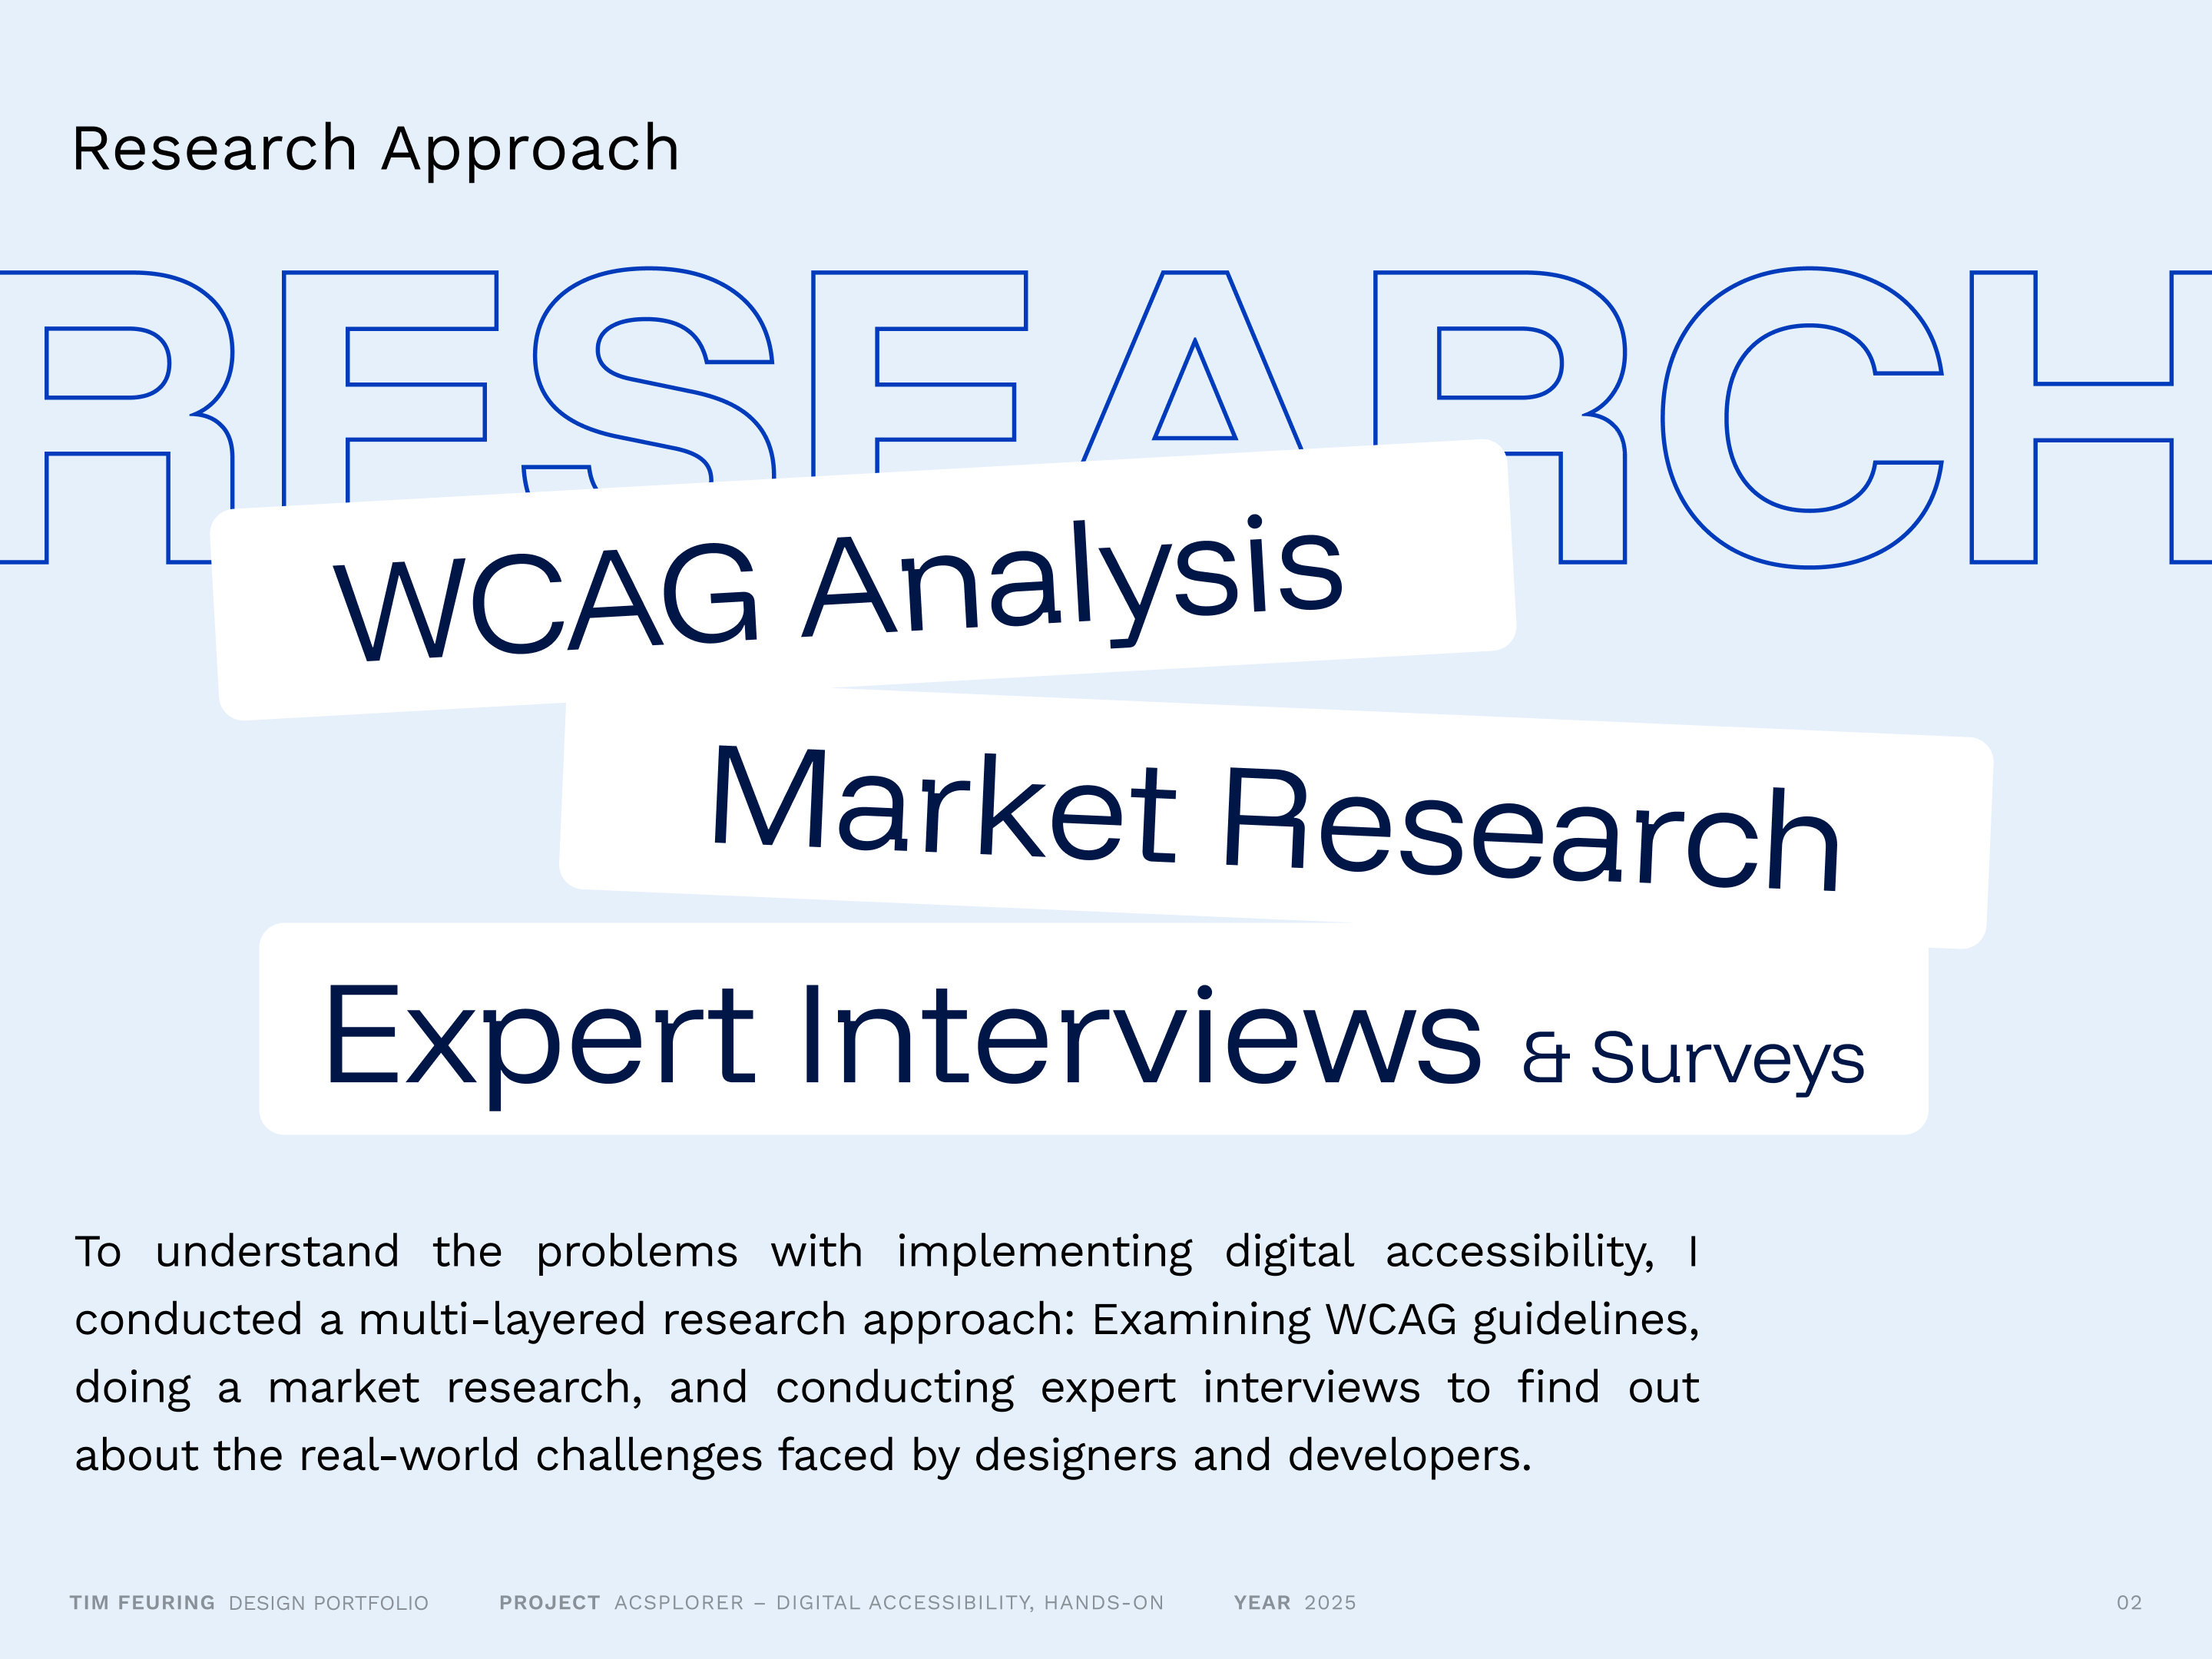 Research Approach
RESEARCH
WCAG Analysis
Market Research
Expert Interviews & Surveys
To understand the problems with implementing digital accessibility, I
conducted a multi-layered research approach: Examining WCAG guidelines,
doing a market research, and conducting expert interviews to find out
about the real-world challenges faced by designers and developers.
TIM FEURING DESIGN PORTFOLIO PROJECT ACSPLORER – DIGITAL ACCESSIBILITY, HANDS-ON YEAR 2025 02